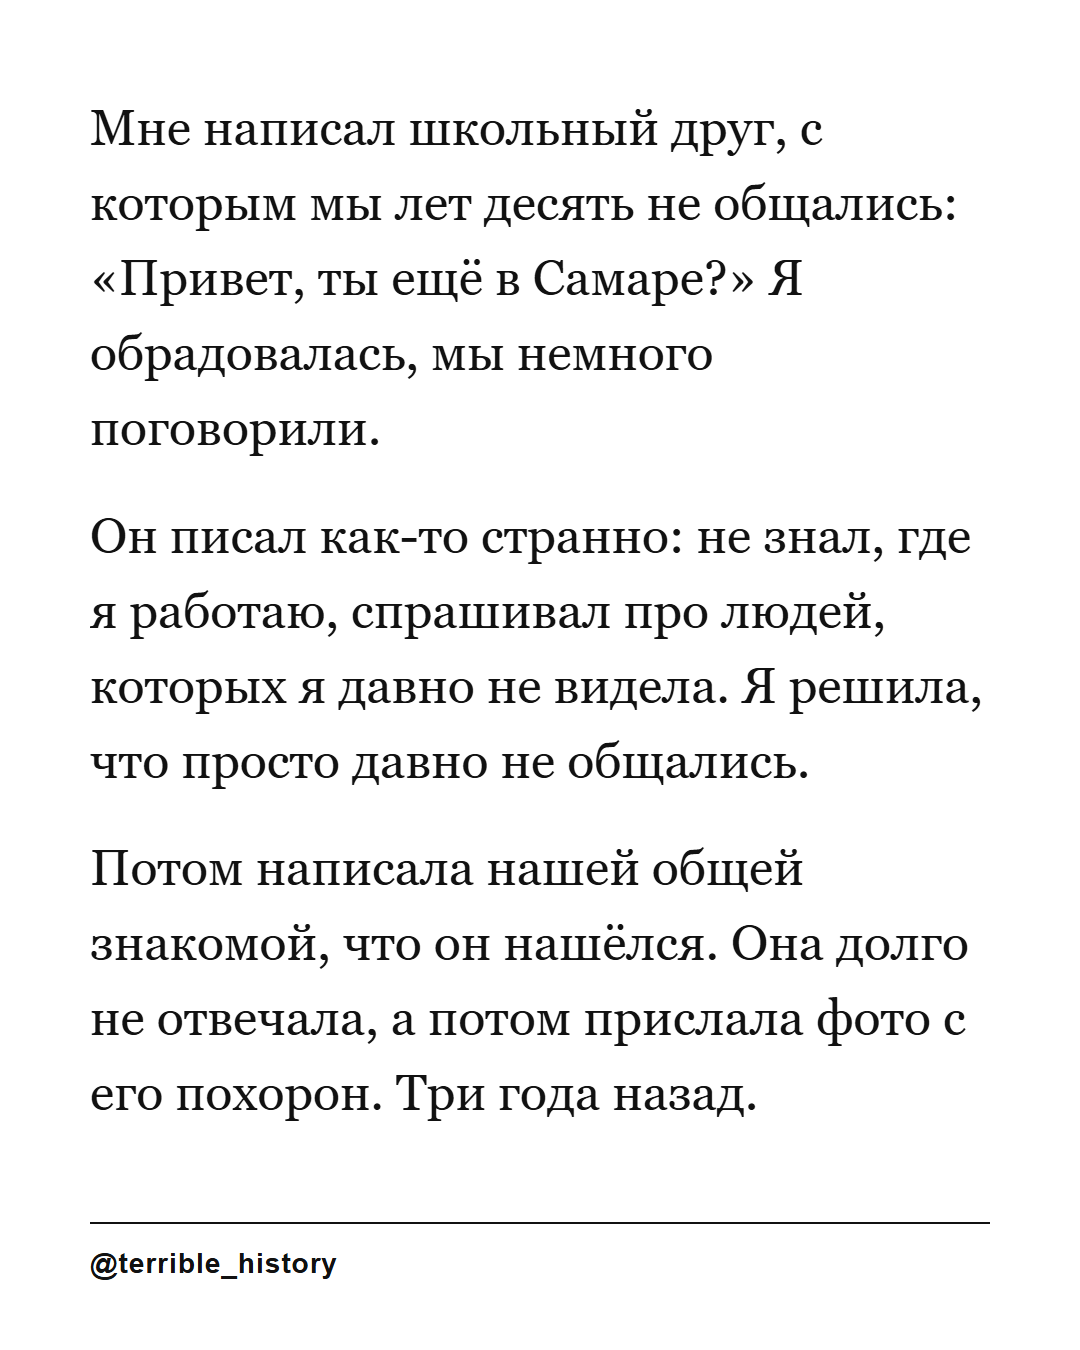 Мне написал школьный друг, с
которым мы лет десять не общались:
«Привет, ты ещё в Самаре?» Я
обрадовалась, мы немного
поговорили.
Он писал как-то странно: не знал, где
я работаю, спрашивал про людей,
которых я давно не видела. Я решила,
что просто давно не общались.
Потом написала нашей общей
знакомой, что он нашёлся. Она долго
не отвечала, а потом прислала фото с
его похорон. Три года назад.
@terrible_history